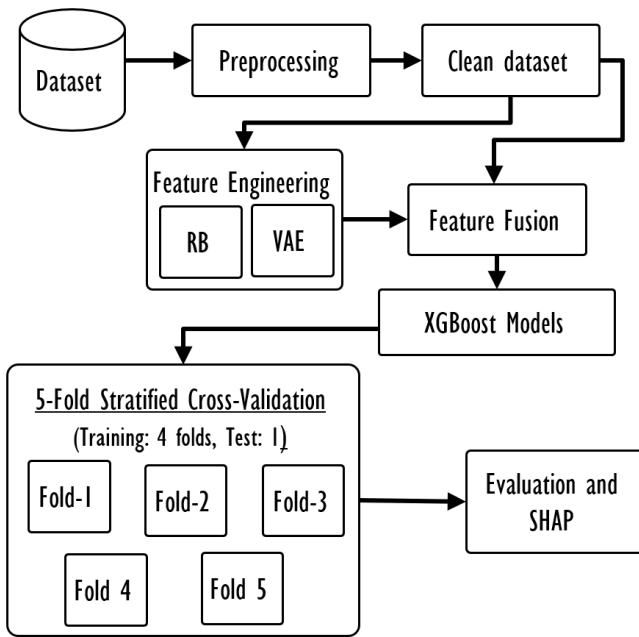 Dataset
Preprocessing
Clean dataset
Feature Engineering
RB
VAE
Feature Fusion
XGBoost Models
5-Fold Stratified Cross-Validation
(Training: 4 folds, Test: 1)
Fold-1
Fold-2
Fold-3
Fold 4
Fold 5
Evaluation and
SHAP